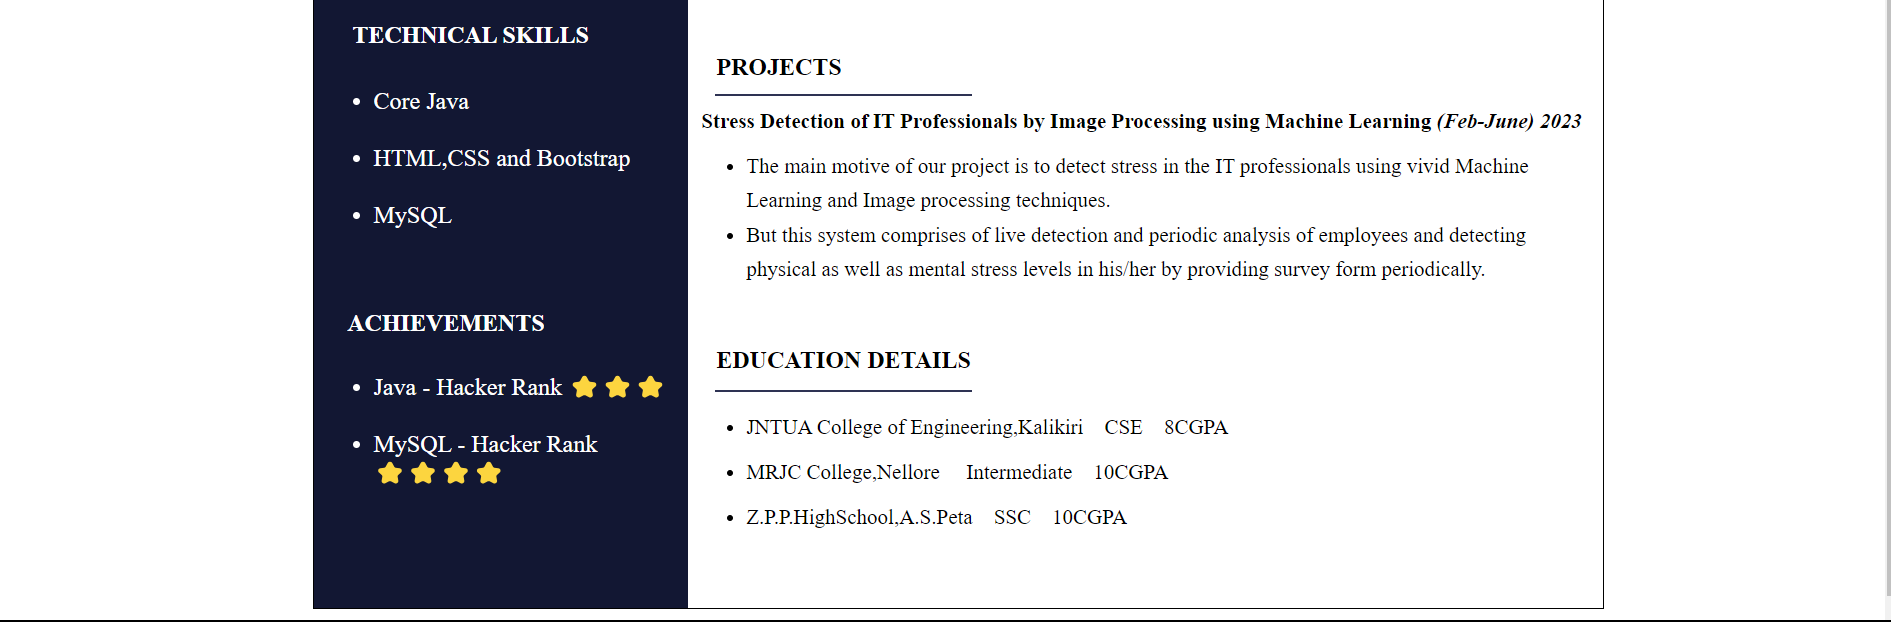 TECHNICAL SKILLS
• Core Java
• HTML,CSS and Bootstrap
• MySQL
ACHIEVEMENTS
• Java - Hacker Rank ⭐ ⭐ ⭐
• MySQL - Hacker Rank
⭐ ⭐ ⭐ ⭐
PROJECTS
Stress Detection of IT Professionals by Image Processing using Machine Learning (Feb-June) 2023
• The main motive of our project is to detect stress in the IT professionals using vivid Machine
Learning and Image processing techniques.
• But this system comprises of live detection and periodic analysis of employees and detecting
physical as well as mental stress levels in his/her by providing survey form periodically.
EDUCATION DETAILS
• JNTUA College of Engineering,Kalikiri CSE 8CGPA
• MRJC College,Nellore Intermediate 10CGPA
• Z.P.P.HighSchool,A.S.Peta SSC 10CGPA